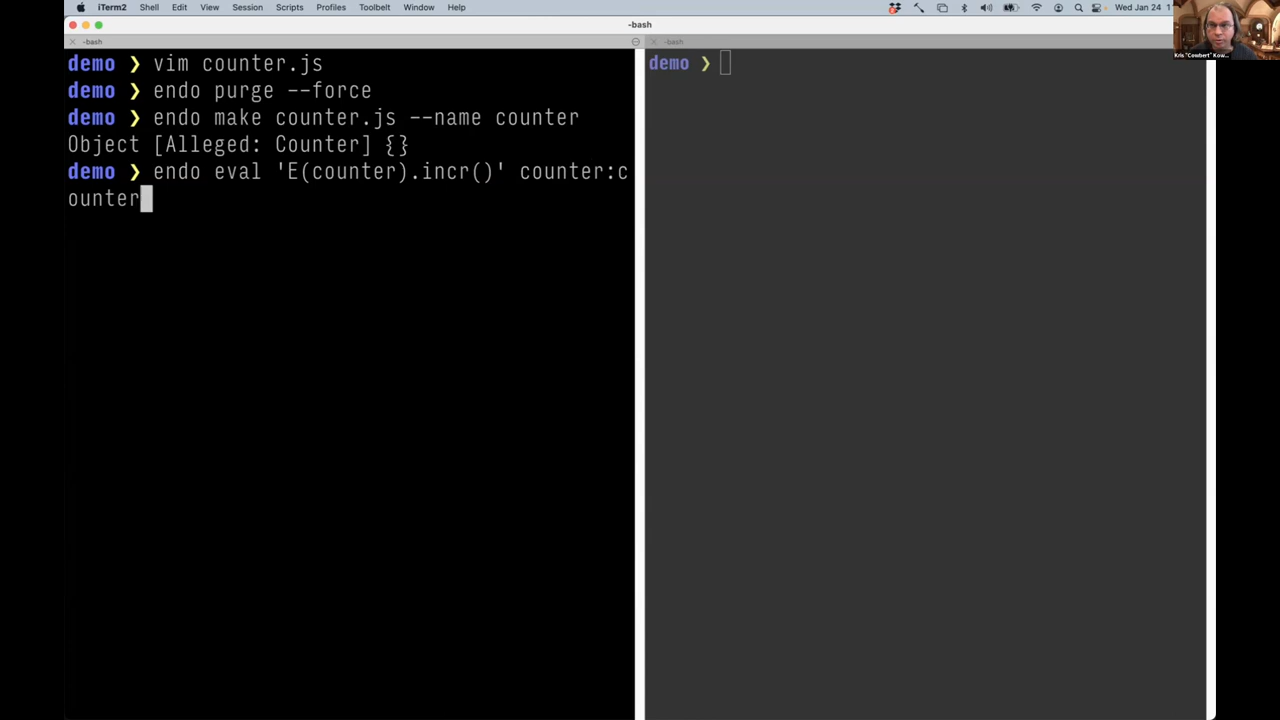 iTerm2 Shell Edit View Session Scripts Profiles Toolbelt Window Help
Wed Jan 24
-bash
-bash
demo ❯ vim counter.js
demo ❯ endo purge --force
demo ❯ endo make counter.js --name counter
Object [Alleged: Counter] {}
demo ❯ endo eval 'E(counter).incr()' counter:c
ounter
-bash
demo ❯